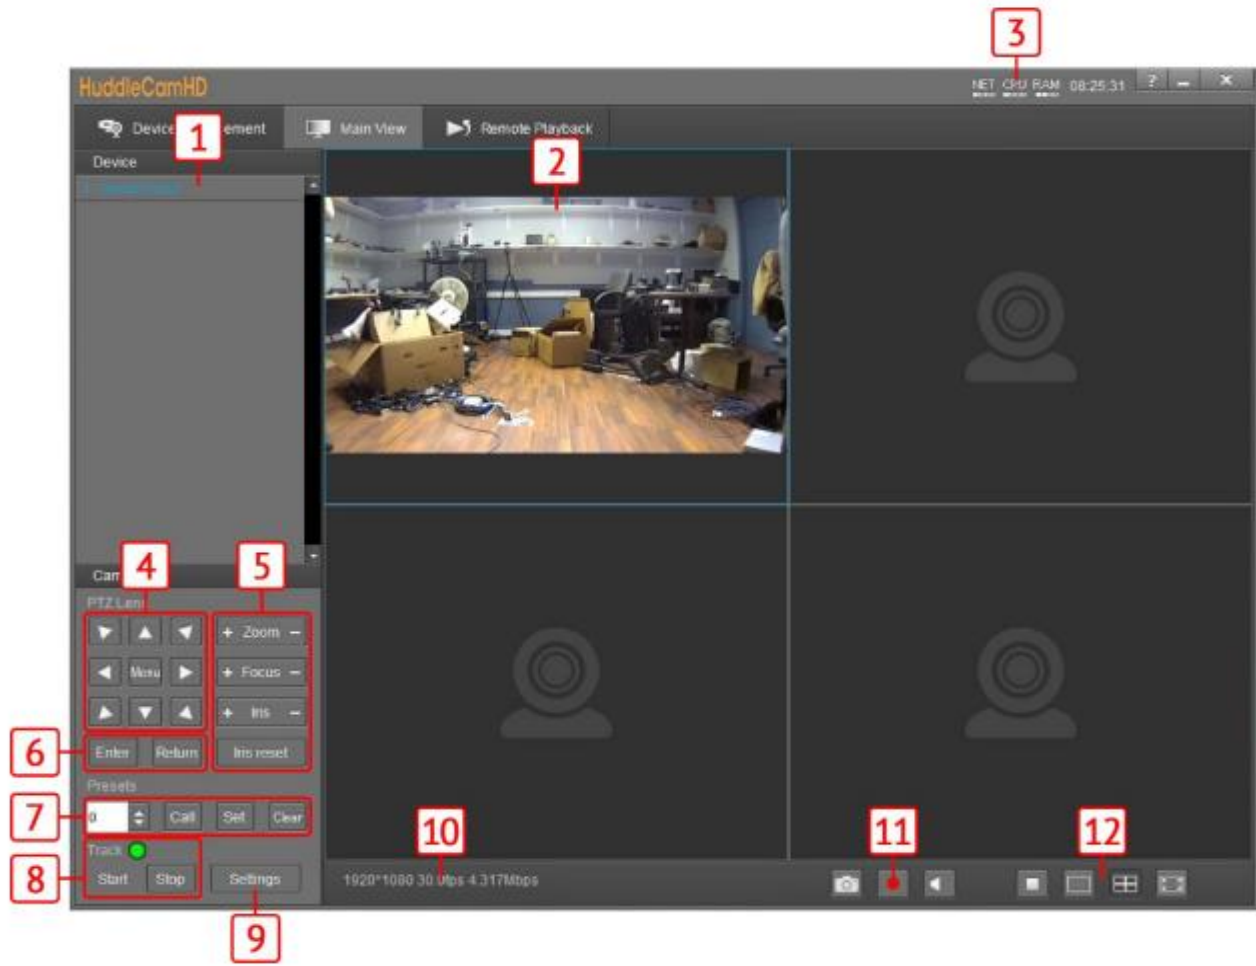 3
HuddleCamHD
NET CPU RAM 08:25:31 ? – ×
Device ement Main View Remote Playback
1
2
Device
4
5
Cam
PTZ Lens
+ Zoom –
Menu
+ Focus –
+ Iris –
6
Enter Return Iris reset
Presets
7
0 Call Set Clear
10
11
12
Track
8
Start Stop Settings
1920*1080 30.0fps 4.317Mbps
9